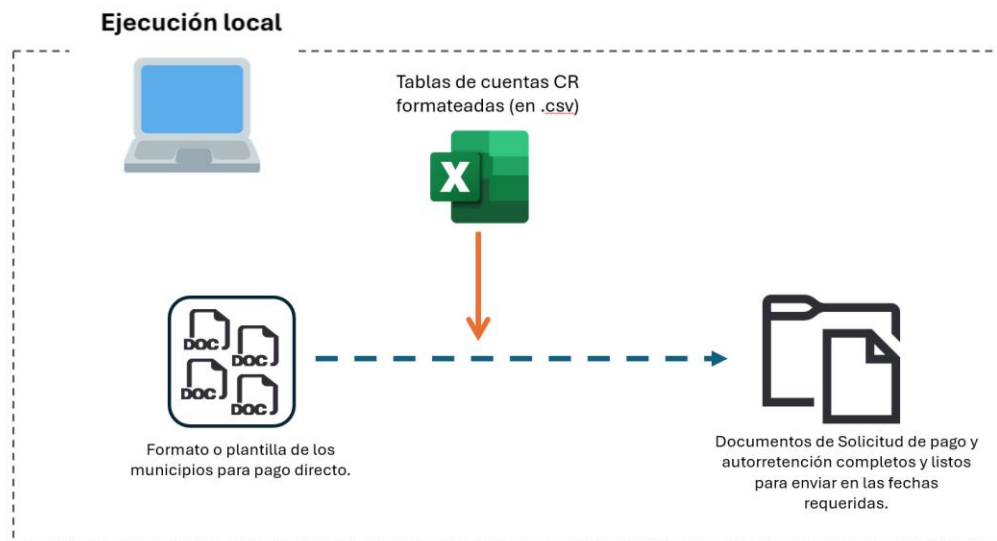 Ejecución local
Tablas de cuentas CR
formateadas (en .csv)
X
DOC
DOC
DOC
DOC
Formato o plantilla de los
municipios para pago directo.
Documentos de Solicitud de pago y
autorretención completos y listos
para enviar en las fechas
requeridas.